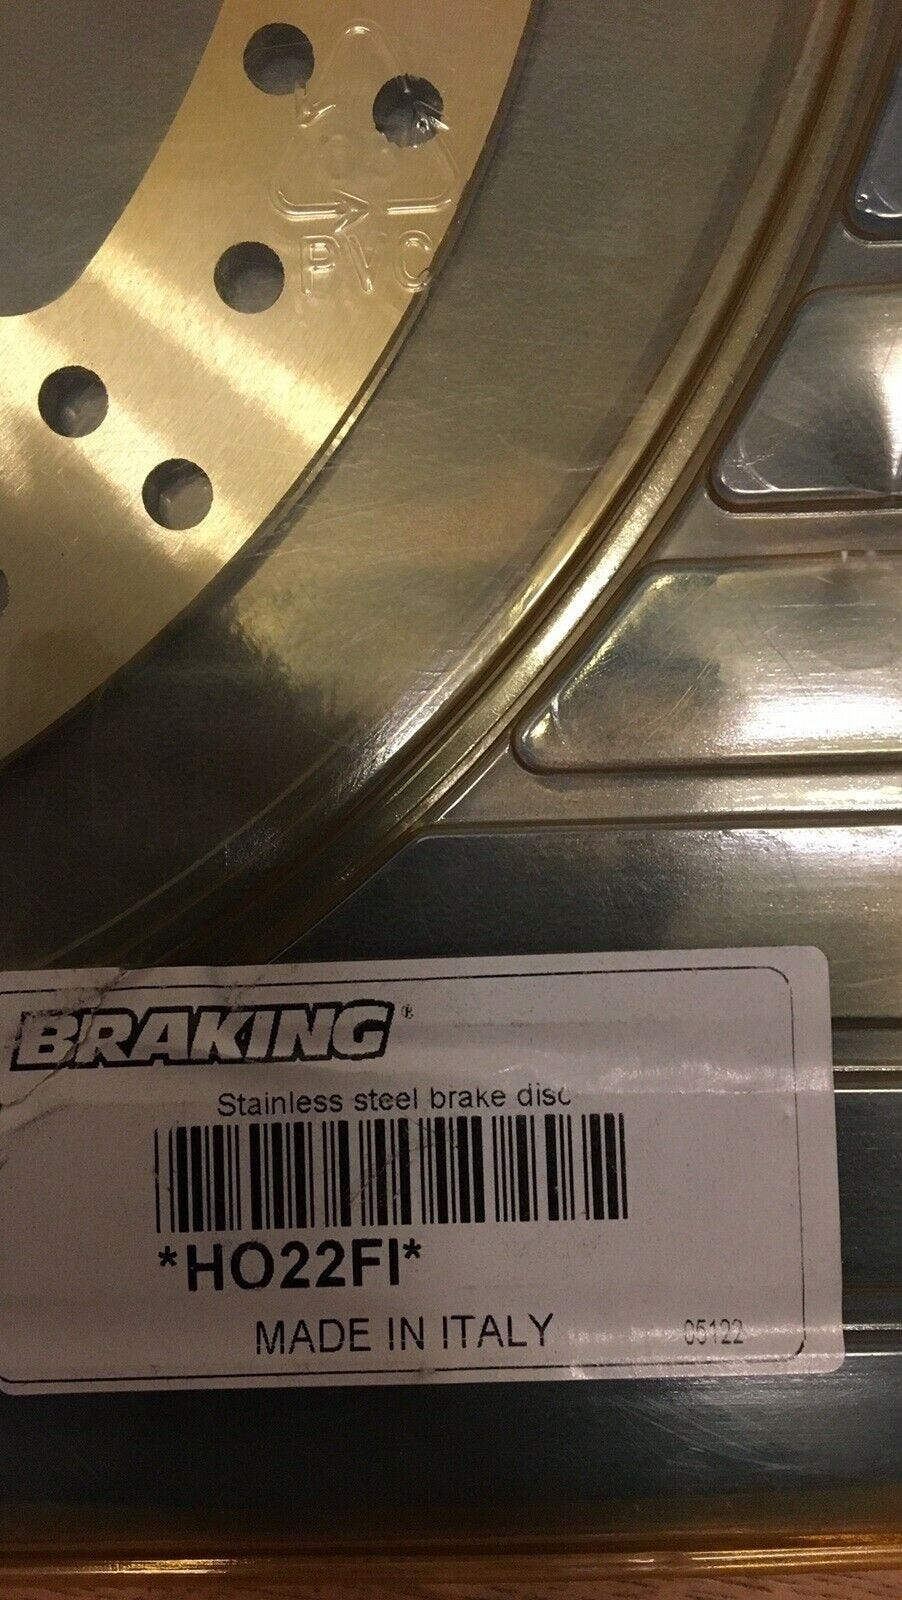 PVC
BRAKING®
Stainless steel brake disc
*HO22FI*
MADE IN ITALY 05122